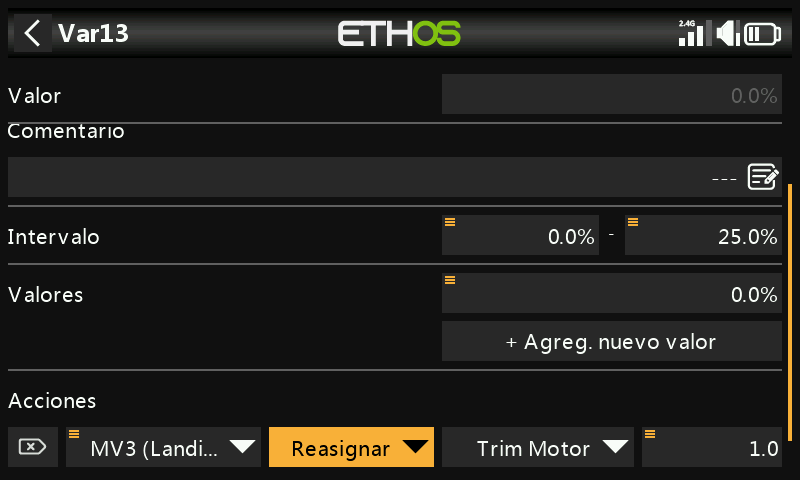 Var13 ETHOS 2.4G
Valor 0.0%
Comentario
---
Intervalo 0.0% - 25.0%
Valores 0.0%
+ Agreg. nuevo valor
Acciones
MV3 (Landi... Reasignar Trim Motor 1.0